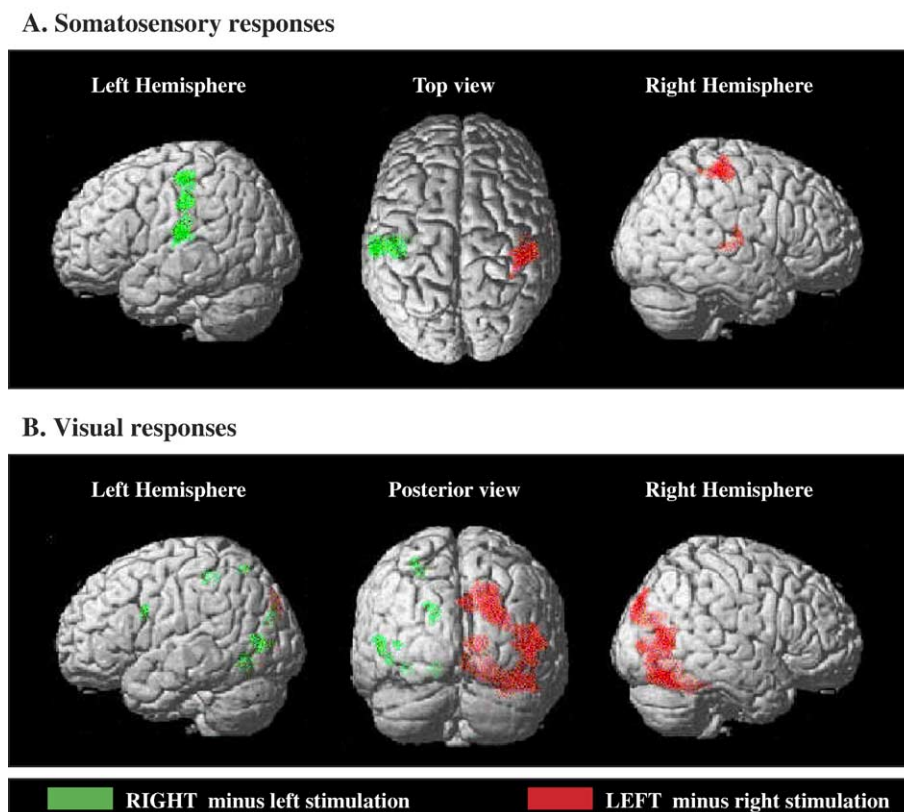 A. Somatosensory responses
Left Hemisphere Top view Right Hemisphere
B. Visual responses
Left Hemisphere Posterior view Right Hemisphere
RIGHT minus left stimulation LEFT minus right stimulation